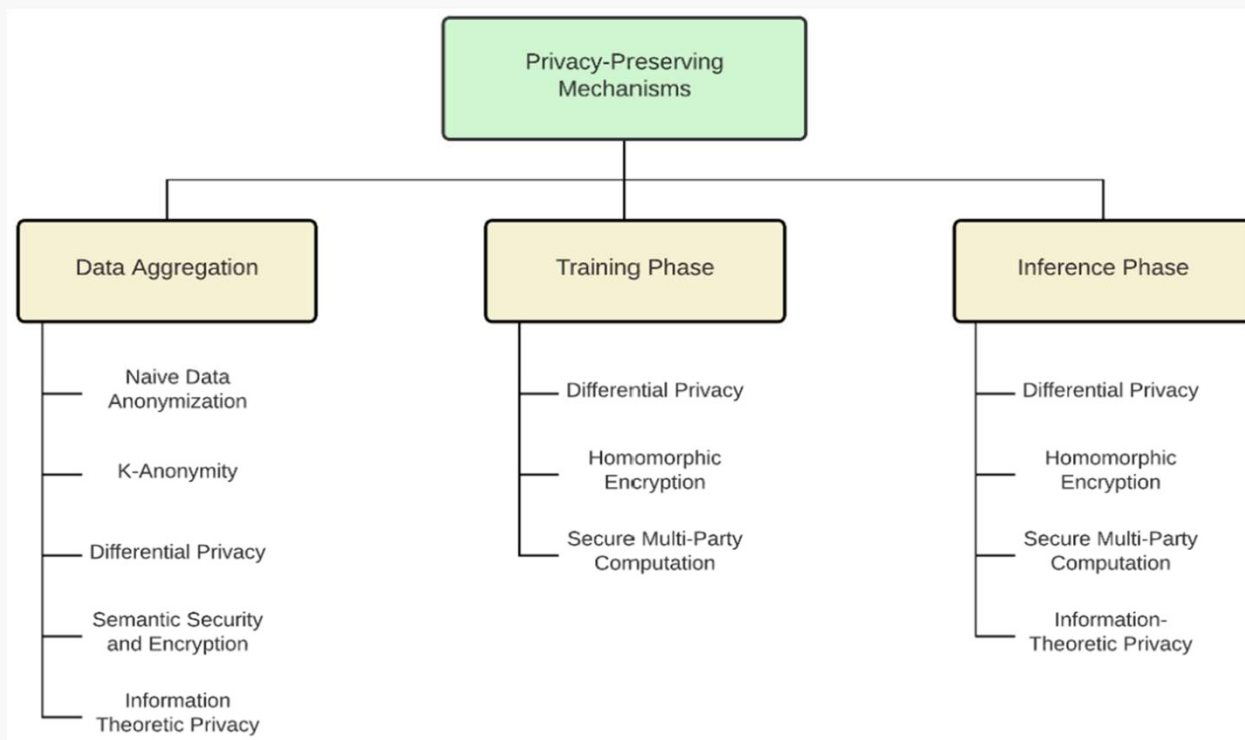 Privacy-Preserving
Mechanisms
Data Aggregation
Training Phase
Inference Phase
Naive Data
Anonymization
K-Anonymity
Differential Privacy
Semantic Security
and Encryption
Information
Theoretic Privacy
Differential Privacy
Homomorphic
Encryption
Secure Multi-Party
Computation
Differential Privacy
Homomorphic
Encryption
Secure Multi-Party
Computation
Information-
Theoretic Privacy